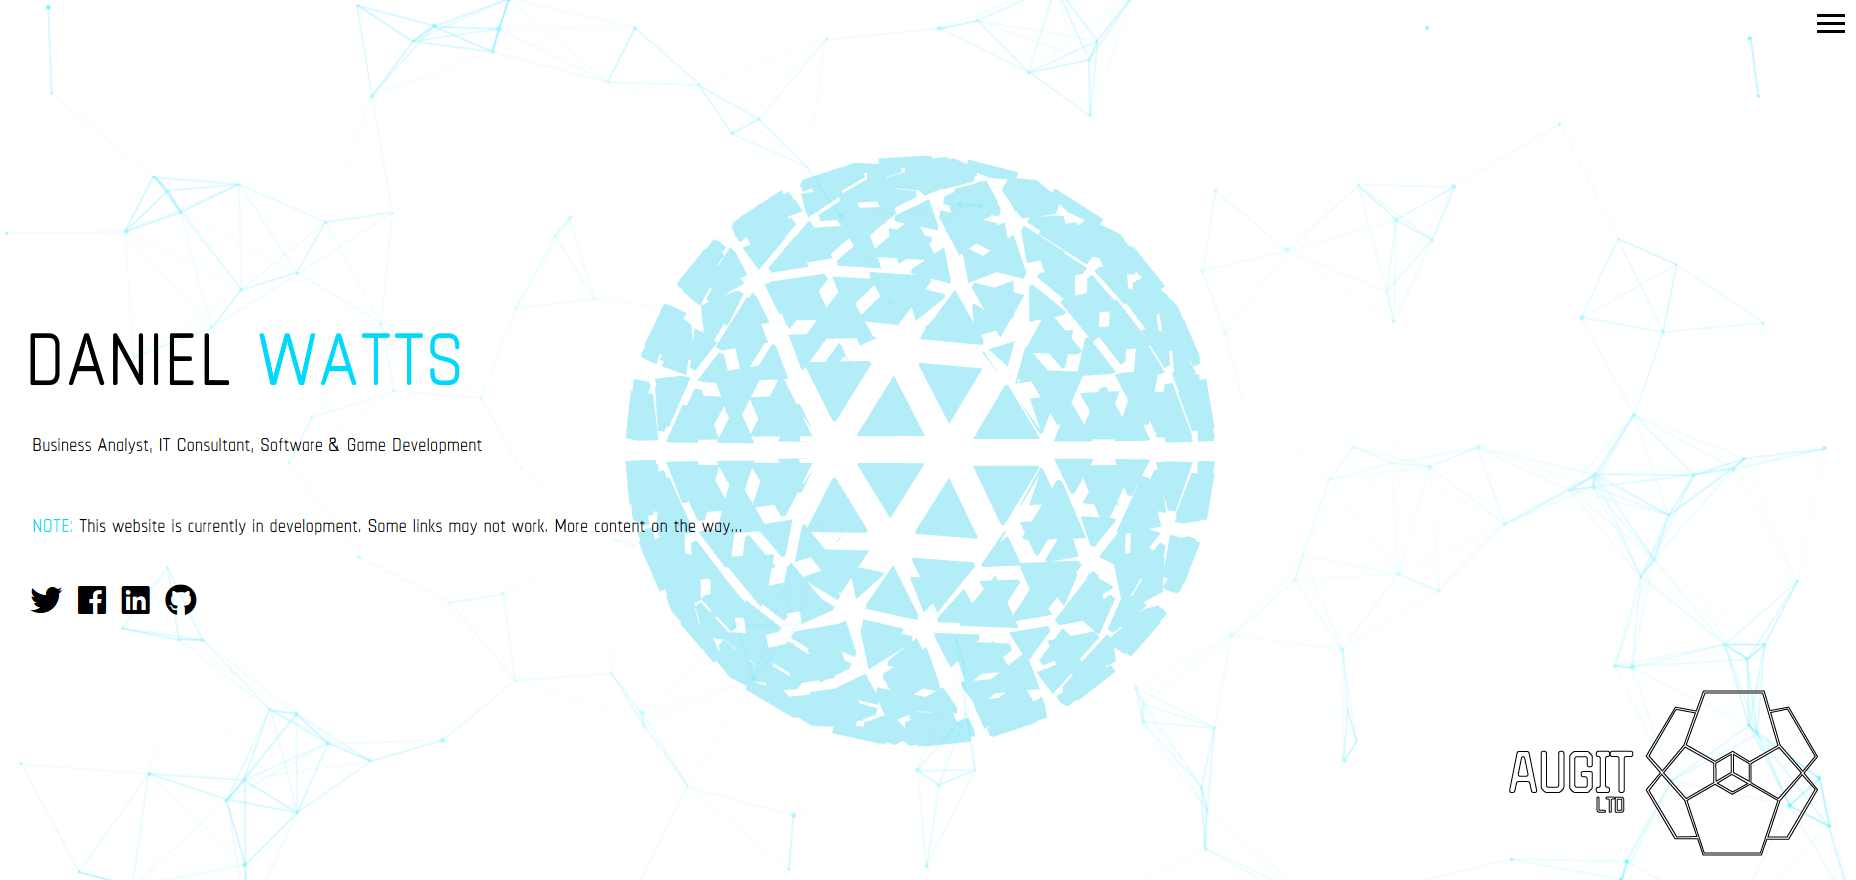 DANIEL WATTS
Business Analyst, IT Consultant, Software & Game Development
NOTE: This website is currently in development. Some links may not work. More content on the way...
AUGIT
LTD